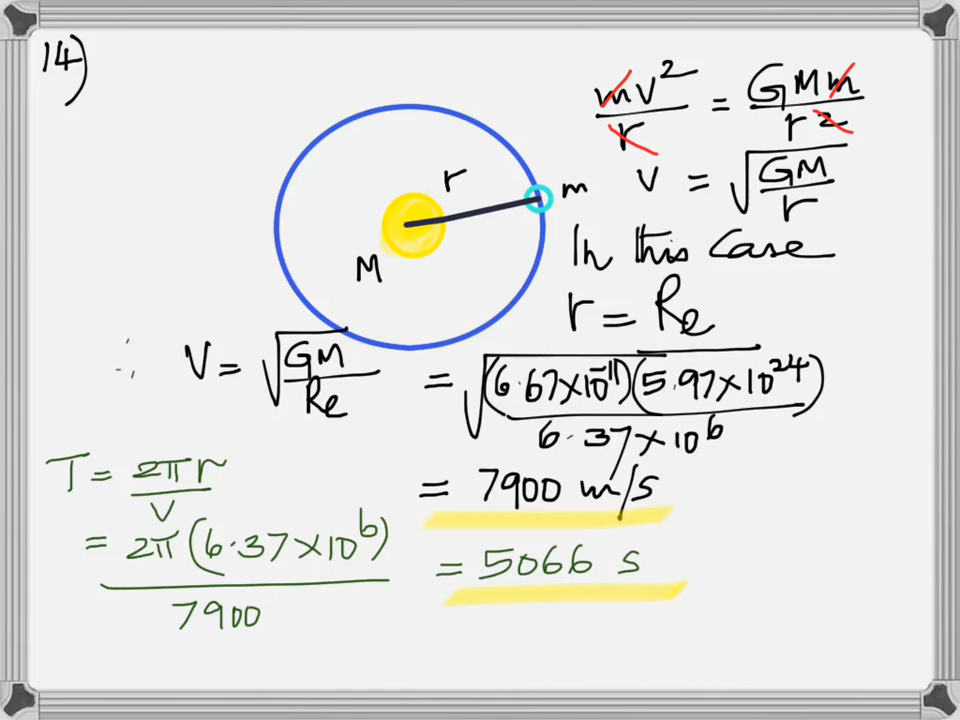 14)
mv² / r = GMm / r²
r
m
v = √(GM / r)
M
In this case
r = Re
∴ V = √(GM / Re) = √((6.67×10⁻¹¹)(5.97×10²⁴) / 6.37×10⁶)
= 7900 m/s
T = 2πr / V
= 2π(6.37×10⁶) / 7900 = 5066 s